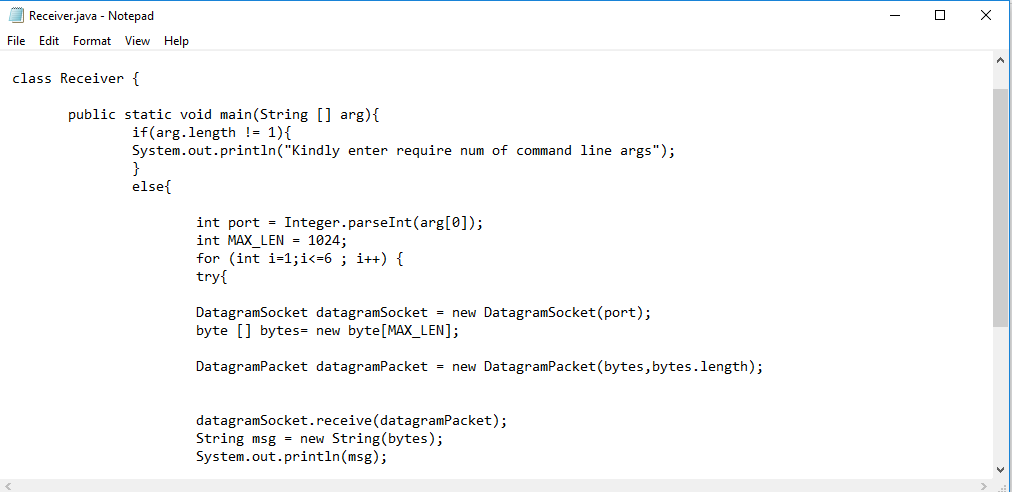 Receiver.java - Notepad
File Edit Format View Help
class Receiver {
public static void main(String [] arg){
if(arg.length != 1){
System.out.println("Kindly enter require num of command line args");
}
else{
int port = Integer.parseInt(arg[0]);
int MAX_LEN = 1024;
for (int i=1;i<=6 ; i++) {
try{
DatagramSocket datagramSocket = new DatagramSocket(port);
byte [] bytes= new byte[MAX_LEN];
DatagramPacket datagramPacket = new DatagramPacket(bytes,bytes.length);
datagramSocket.receive(datagramPacket);
String msg = new String(bytes);
System.out.println(msg);